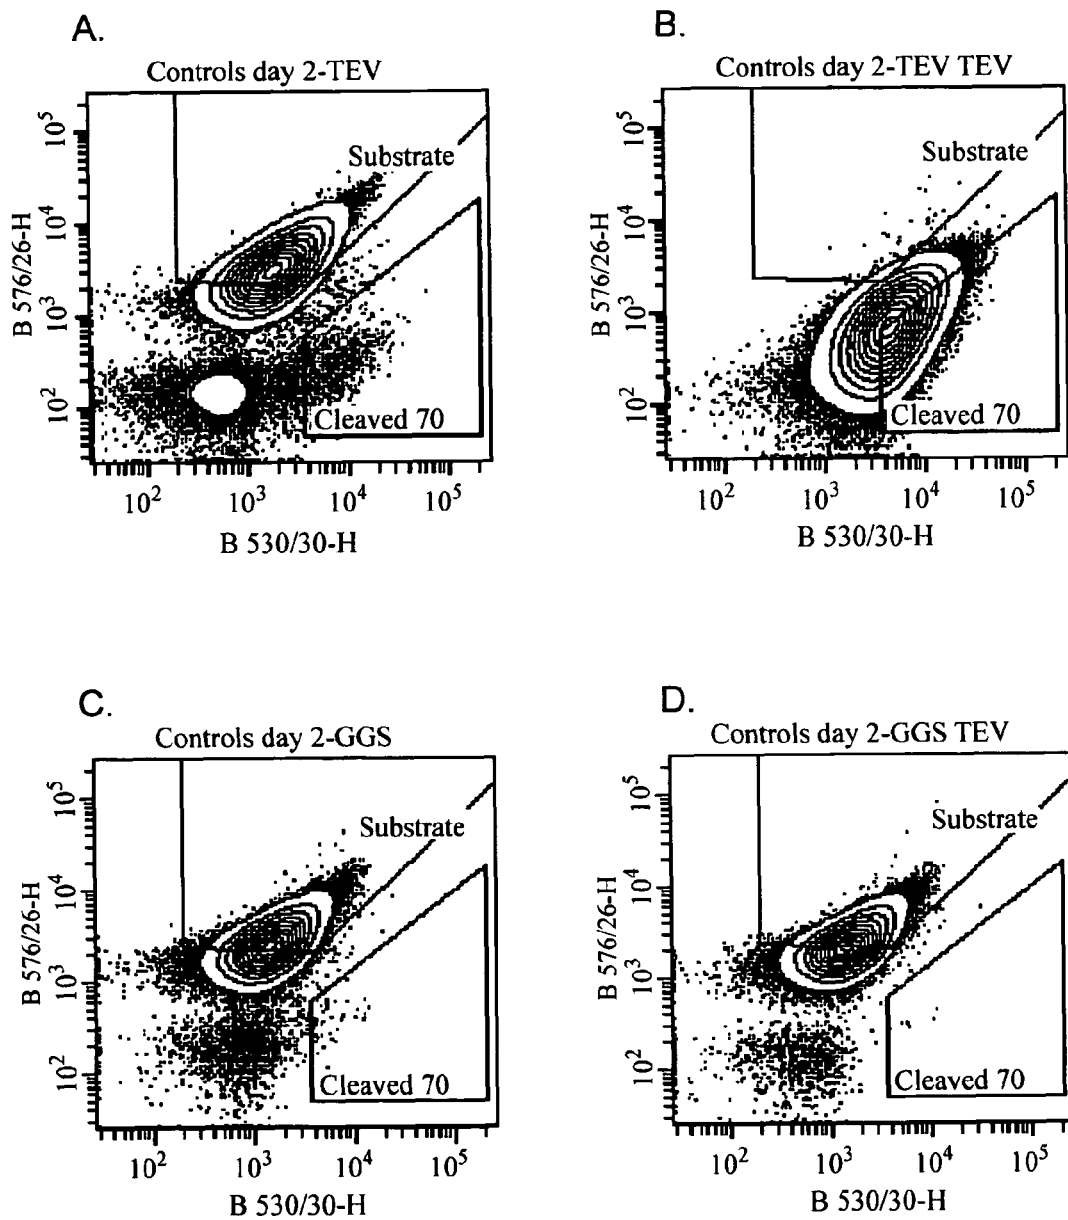 A.
Controls day 2-TEV
B 576/26-H
10^5
10^4
10^3
10^2
Substrate
Cleaved 70
10^2 10^3 10^4 10^5
B 530/30-H
B.
Controls day 2-TEV TEV
B 576/26-H
10^5
10^4
10^3
10^2
Substrate
Cleaved 70
10^2 10^3 10^4 10^5
B 530/30-H
C.
Controls day 2-GGS
B 576/26-H
10^5
10^4
10^3
10^2
Substrate
Cleaved 70
10^2 10^3 10^4 10^5
B 530/30-H
D.
Controls day 2-GGS TEV
B 576/26-H
10^5
10^4
10^3
10^2
Substrate
Cleaved 70
10^2 10^3 10^4 10^5
B 530/30-H